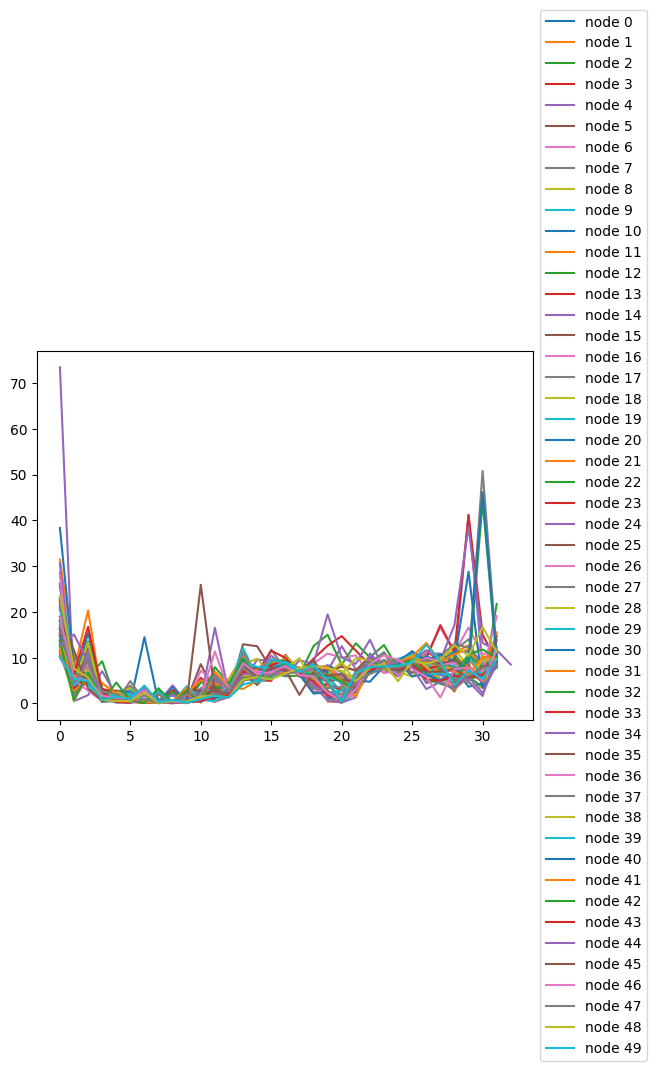 70
60
50
40
30
20
10
0
0 5 10 15 20 25 30
node 0
node 1
node 2
node 3
node 4
node 5
node 6
node 7
node 8
node 9
node 10
node 11
node 12
node 13
node 14
node 15
node 16
node 17
node 18
node 19
node 20
node 21
node 22
node 23
node 24
node 25
node 26
node 27
node 28
node 29
node 30
node 31
node 32
node 33
node 34
node 35
node 36
node 37
node 38
node 39
node 40
node 41
node 42
node 43
node 44
node 45
node 46
node 47
node 48
node 49